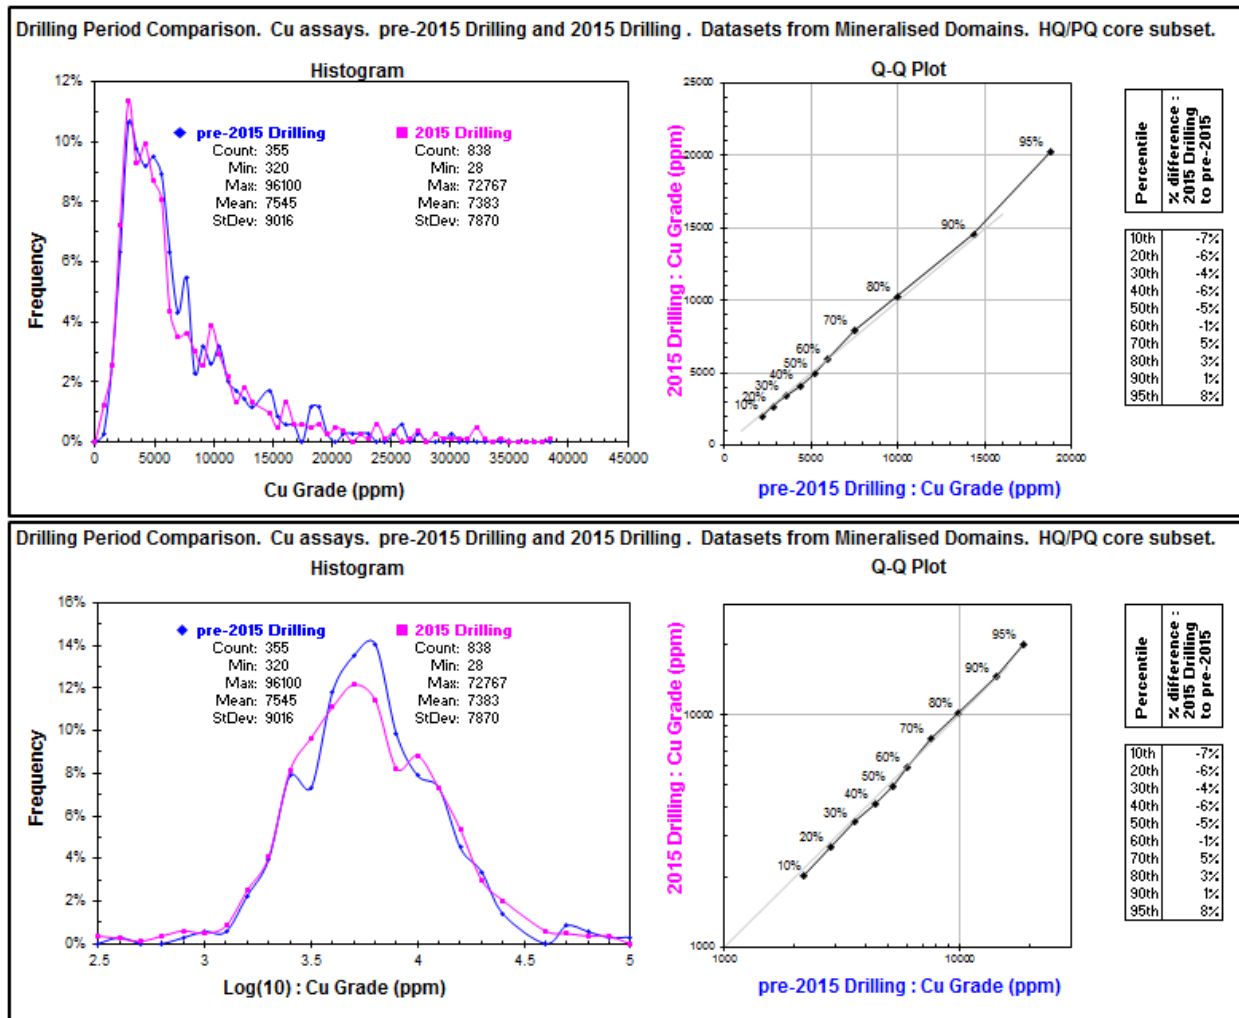 Drilling Period Comparison. Cu assays. pre-2015 Drilling and 2015 Drilling . Datasets from Mineralised Domains. HQ/PQ core subset.
Histogram
12%
10%
8%
6%
4%
2%
0%
Frequency
pre-2015 Drilling
Count: 355
Min: 320
Max: 96100
Mean: 7545
StDev: 9016
2015 Drilling
Count: 838
Min: 28
Max: 72767
Mean: 7383
StDev: 7870
0 5000 10000 15000 20000 25000 30000 35000 40000 45000
Cu Grade (ppm)
Q-Q Plot
25000
20000
15000
10000
5000
0
2015 Drilling : Cu Grade (ppm)
95%
90%
80%
70%
60%
50%
40%
30%
20%
10%
0 5000 10000 15000 20000
pre-2015 Drilling : Cu Grade (ppm)
Percentile
% difference :
2015 Drilling
to pre-2015
10th -7%
20th -6%
30th -4%
40th -6%
50th -5%
60th -1%
70th 5%
80th 3%
90th 1%
95th 8%
Drilling Period Comparison. Cu assays. pre-2015 Drilling and 2015 Drilling . Datasets from Mineralised Domains. HQ/PQ core subset.
Histogram
16%
14%
12%
10%
8%
6%
4%
2%
0%
Frequency
pre-2015 Drilling
Count: 355
Min: 320
Max: 96100
Mean: 7545
StDev: 9016
2015 Drilling
Count: 838
Min: 28
Max: 72767
Mean: 7383
StDev: 7870
2.5 3 3.5 4 4.5 5
Log(10) : Cu Grade (ppm)
Q-Q Plot
10000
1000
2015 Drilling : Cu Grade (ppm)
95%
90%
80%
70%
60%
50%
40%
30%
20%
10%
1000 10000
pre-2015 Drilling : Cu Grade (ppm)
Percentile
% difference :
2015 Drilling
to pre-2015
10th -7%
20th -6%
30th -4%
40th -6%
50th -5%
60th -1%
70th 5%
80th 3%
90th 1%
95th 8%